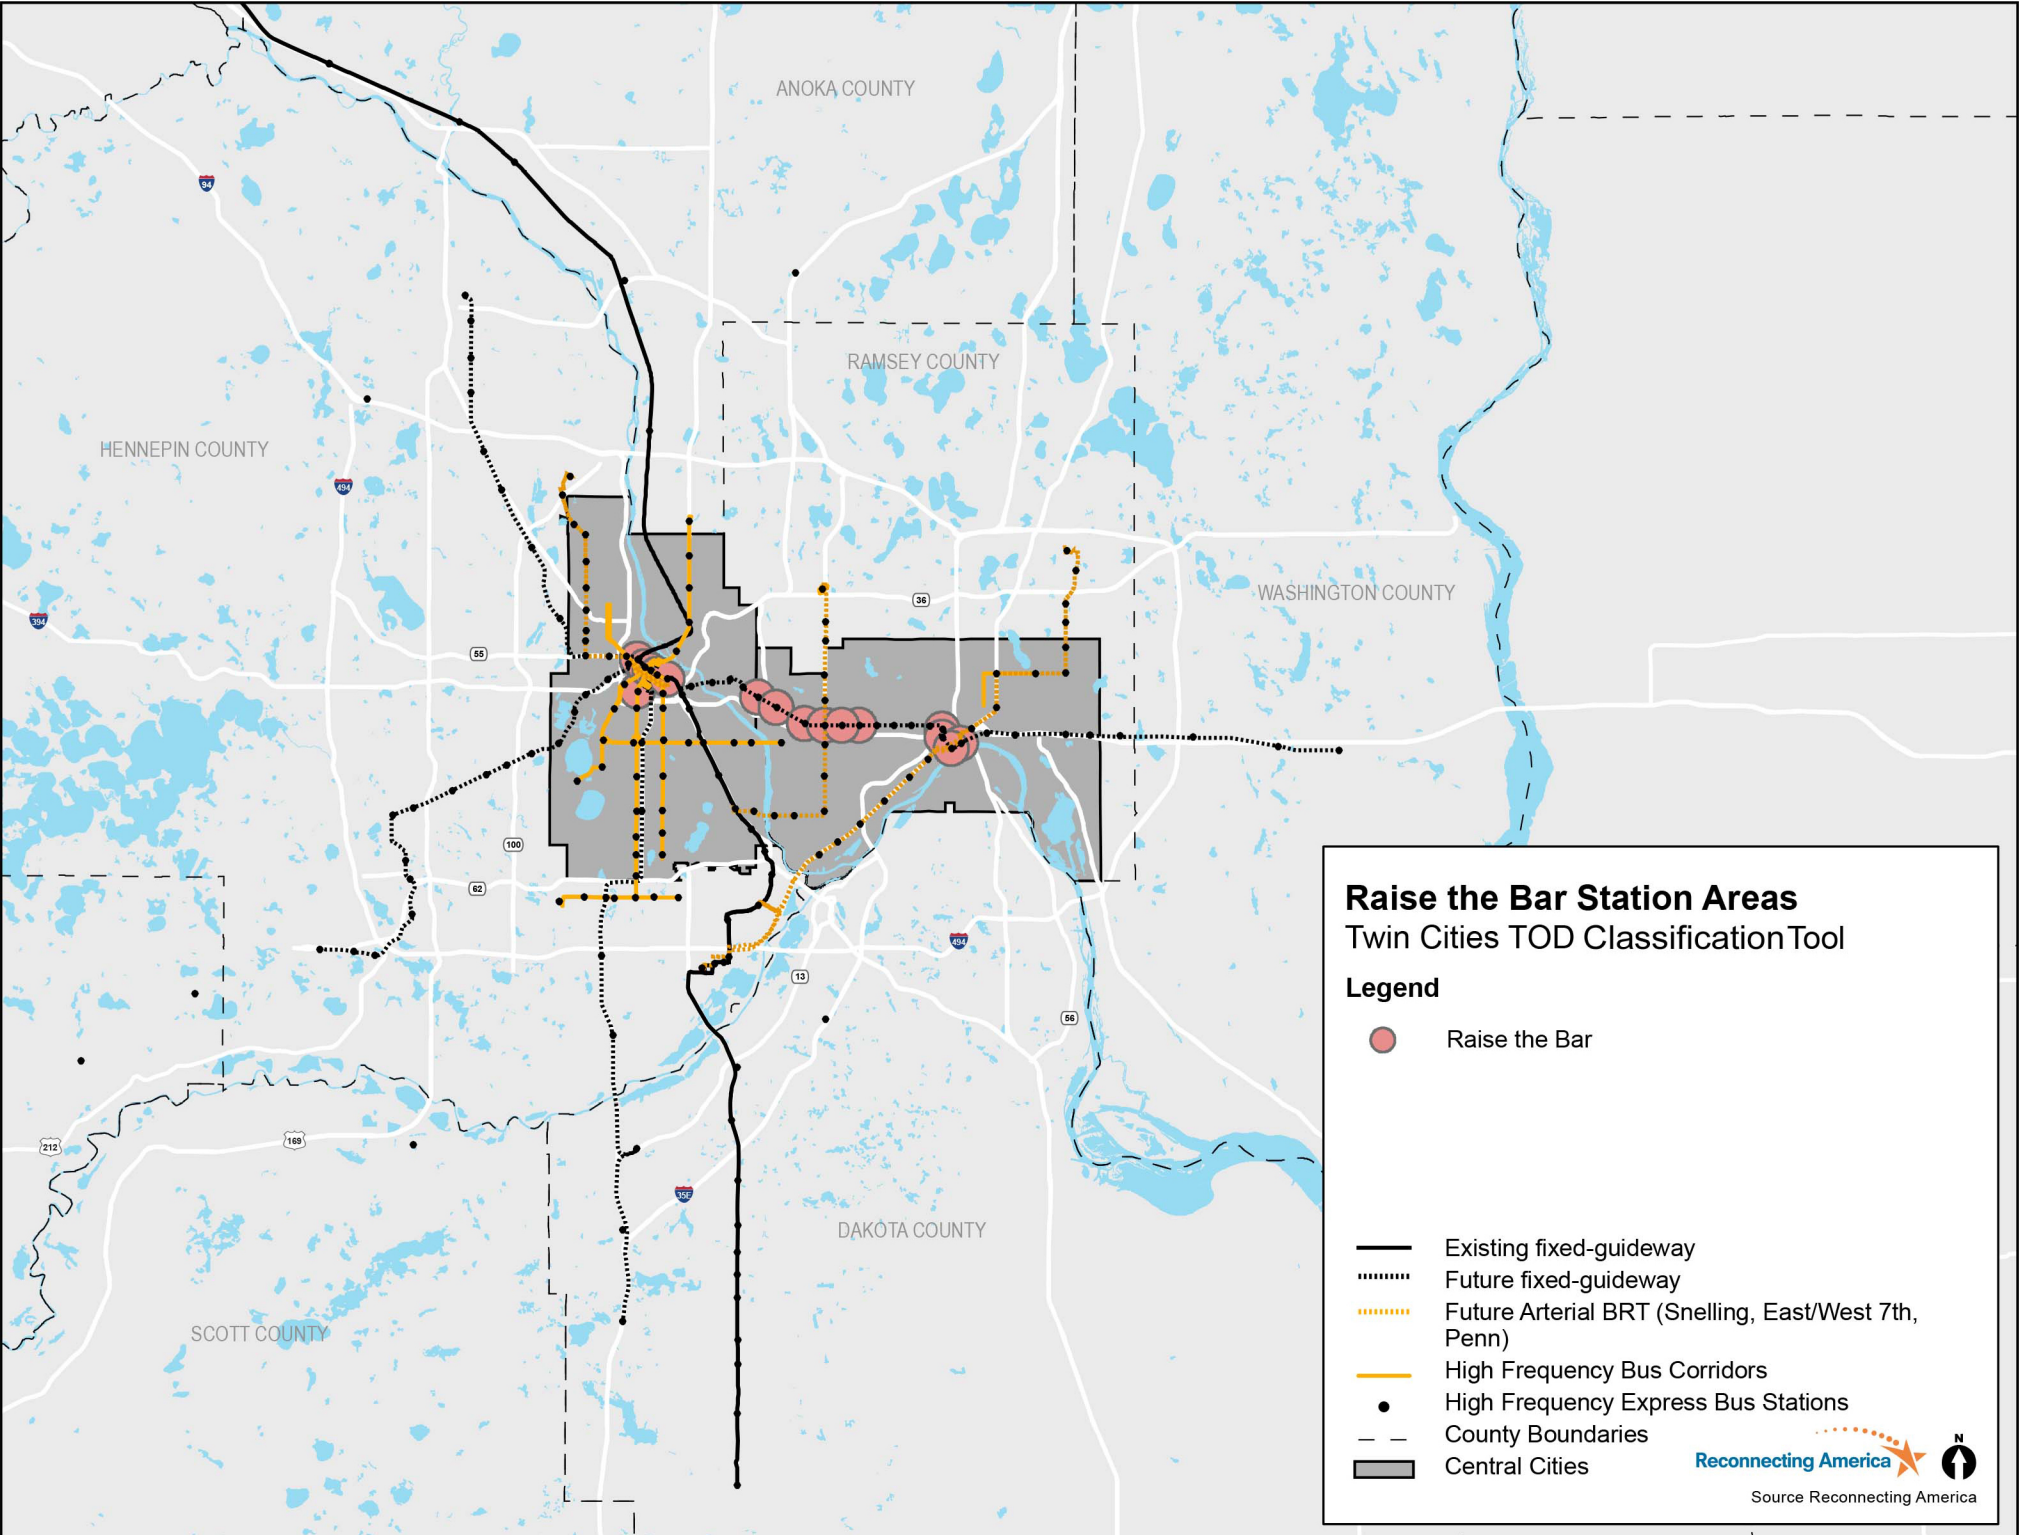 ANOKA COUNTY
94
RAMSEY COUNTY
HENNEPIN COUNTY
494
WASHINGTON COUNTY
36
394
55
100
62
494
13
56
169
212
35E
DAKOTA COUNTY
SCOTT COUNTY
Raise the Bar Station Areas
Twin Cities TOD Classification Tool
Legend
Raise the Bar
Existing fixed-guideway
Future fixed-guideway
Future Arterial BRT (Snelling, East/West 7th,
Penn)
High Frequency Bus Corridors
High Frequency Express Bus Stations
County Boundaries
Central Cities
Reconnecting America
N
Source Reconnecting America